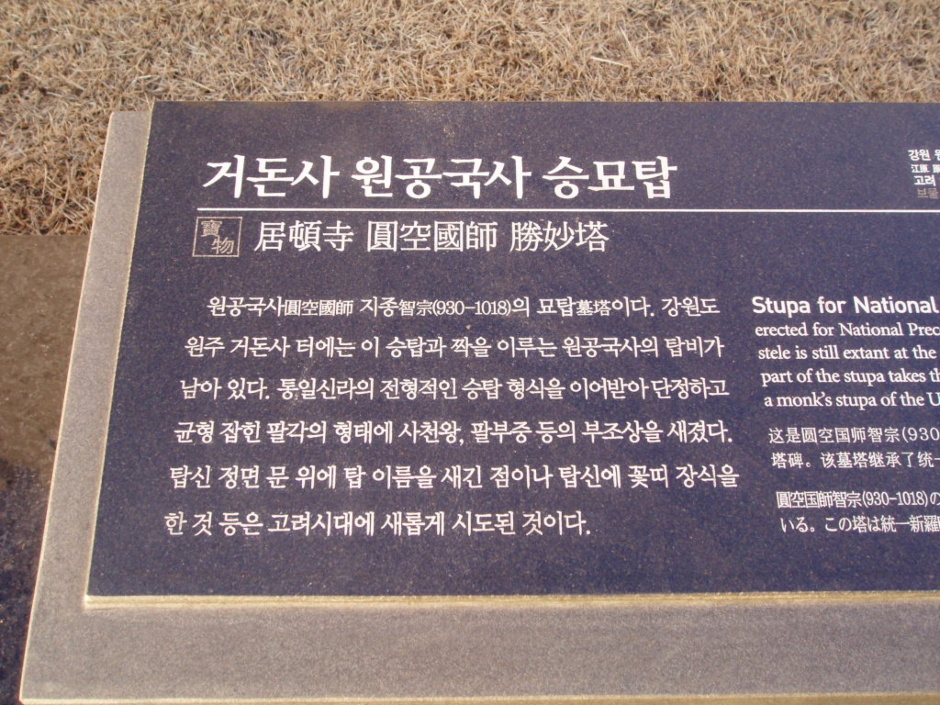 거돈사 원공국사 승묘탑
寶物 居頓寺 圓空國師 勝妙塔
원공국사圓空國師 지종智宗(930-1018)의 묘탑墓塔이다. 강원도
원주 거돈사 터에는 이 승탑과 짝을 이루는 원공국사의 탑비가
남아 있다. 통일신라의 전형적인 승탑 형식을 이어받아 단정하고
균형 잡힌 팔각의 형태에 사천왕, 팔부중 등의 부조상을 새겼다.
탑신 정면 문 위에 탑 이름을 새긴 점이나 탑신에 꽃띠 장식을
한 것 등은 고려시대에 새롭게 시도된 것이다.
강원
고려
보물
Stupa for National
erected for National Prec
stele is still extant at the
part of the stupa takes th
a monk's stupa of the U
这是圆空国师智宗(930
塔碑。该墓塔继承了统一
圓空国師智宗(930-1018)の
いる。この塔は統一新羅